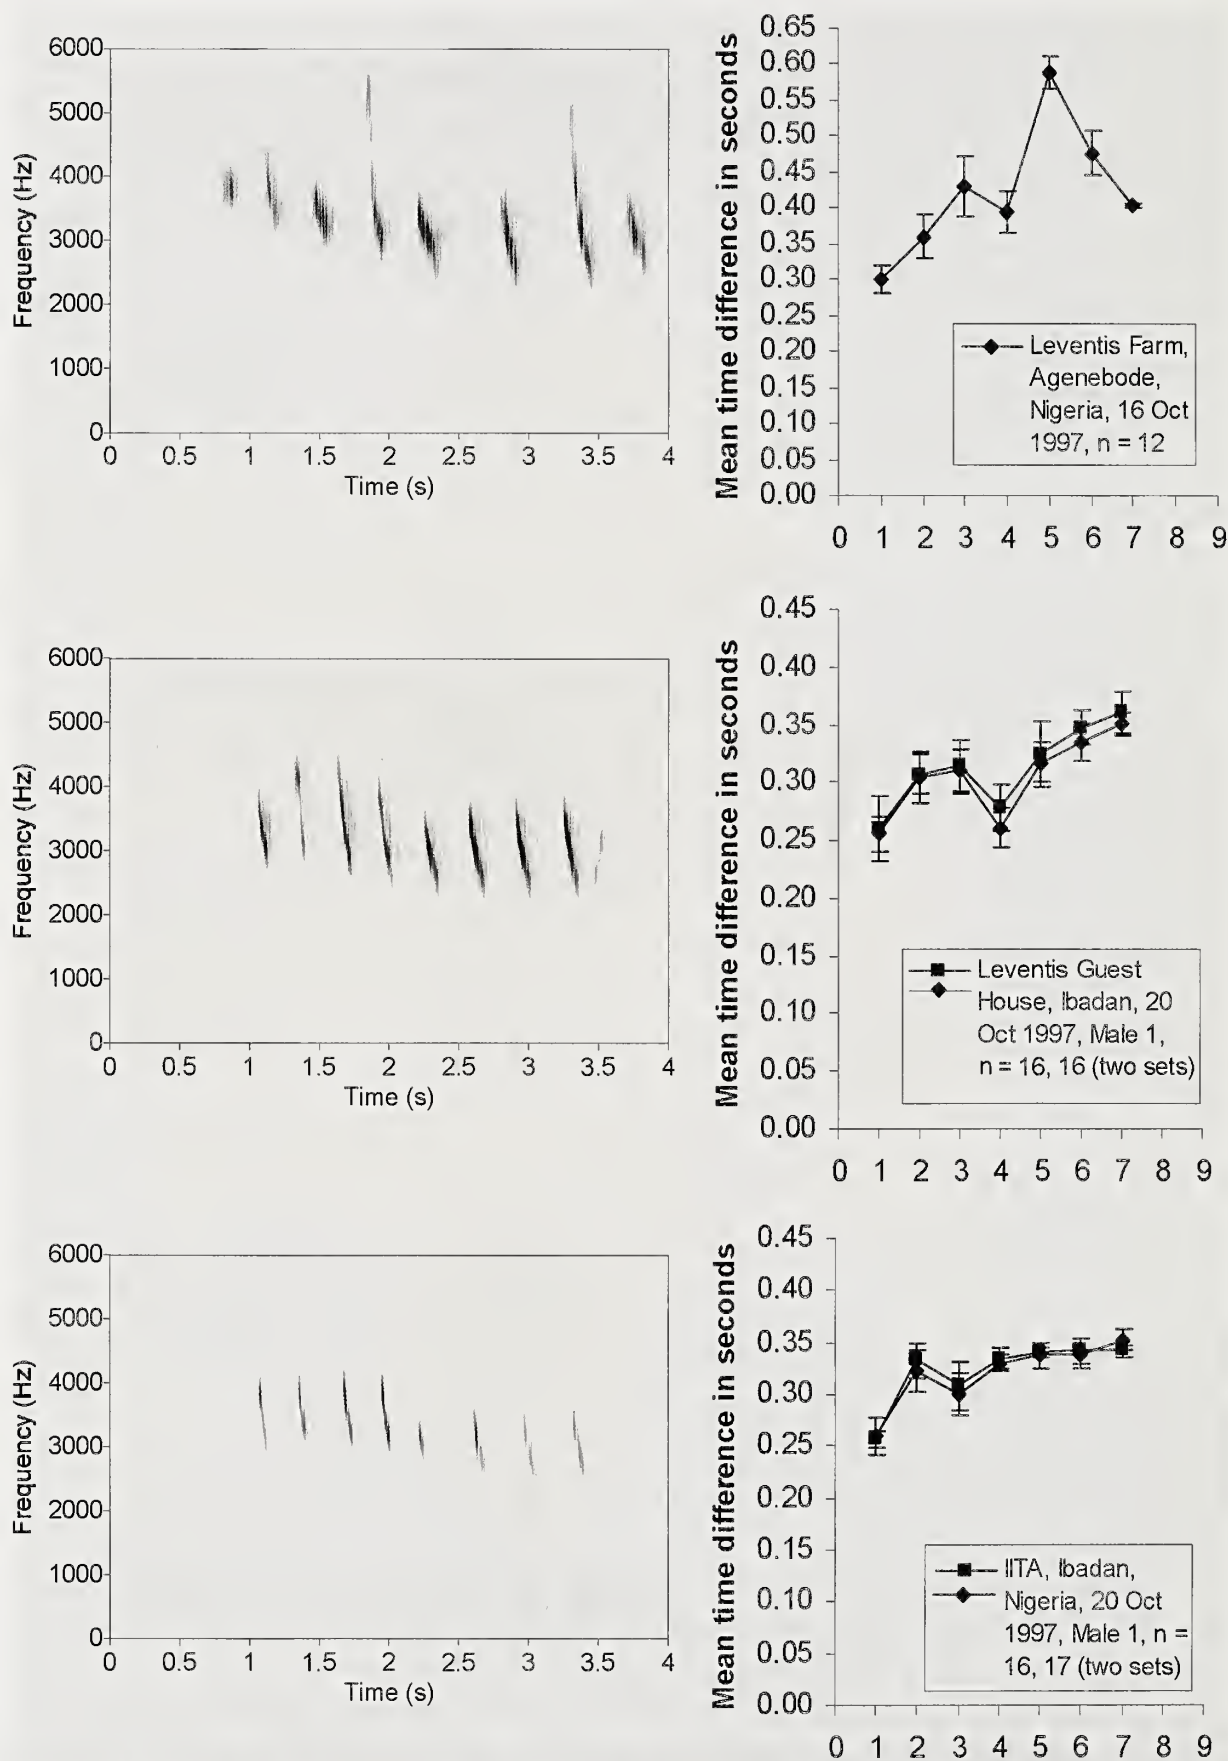 6000
5000
4000
3000
2000
1000
0
Frequency (Hz)
0 0.5 1 1.5 2 2.5 3 3.5 4
Time (s)
Mean time difference in seconds
0.65
0.60
0.55
0.50
0.45
0.40
0.35
0.30
0.25
0.20
0.15
0.10
0.05
0.00
0 1 2 3 4 5 6 7 8 9
Leventis Farm,
Agenebode,
Nigeria, 16 Oct
1997, n = 12
6000
5000
4000
3000
2000
1000
0
Frequency (Hz)
0 0.5 1 1.5 2 2.5 3 3.5 4
Time (s)
Mean time difference in seconds
0.45
0.40
0.35
0.30
0.25
0.20
0.15
0.10
0.05
0.00
0 1 2 3 4 5 6 7 8 9
Leventis Guest
House, Ibadan, 20
Oct 1997, Male 1,
n = 16, 16 (two sets)
6000
5000
4000
3000
2000
1000
0
Frequency (Hz)
0 0.5 1 1.5 2 2.5 3 3.5 4
Time (s)
Mean time difference in seconds
0.45
0.40
0.35
0.30
0.25
0.20
0.15
0.10
0.05
0.00
0 1 2 3 4 5 6 7 8 9
IITA, Ibadan,
Nigeria, 20 Oct
1997, Male 1, n =
16, 17 (two sets)